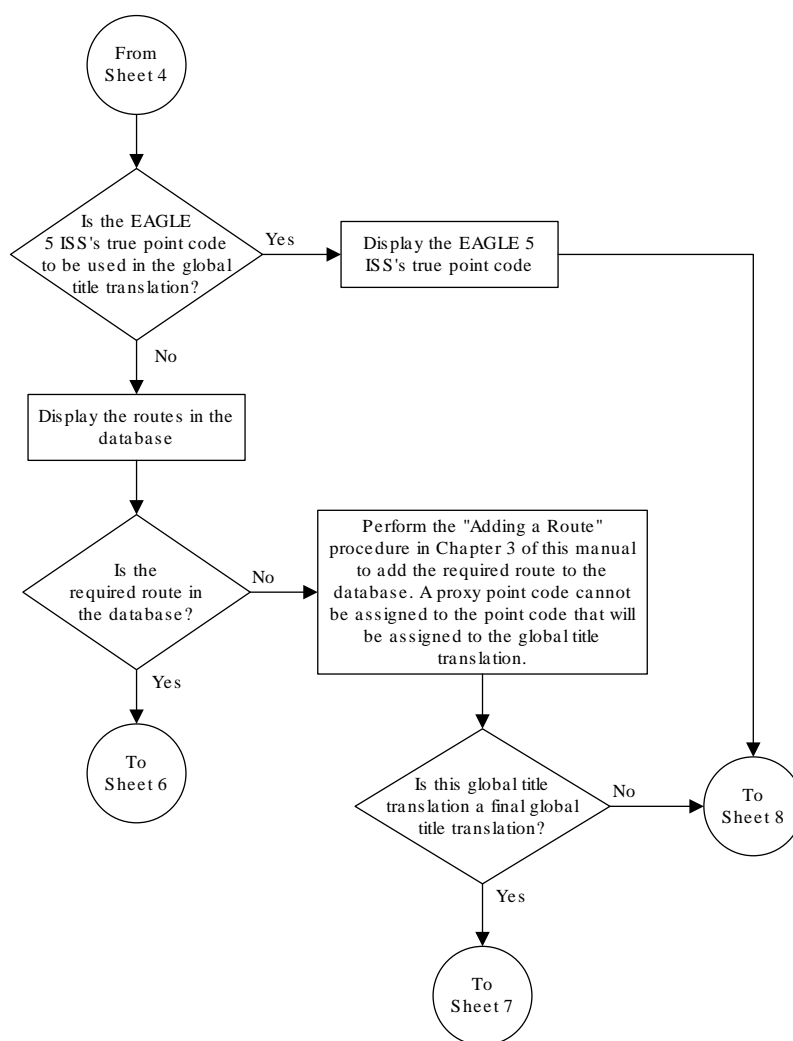 From
Sheet 4
Is the EAGLE
5 ISS's true point code
to be used in the global
title translation?
Yes
Display the EAGLE 5
ISS's true point code
No
Display the routes in the
database
Is the
required route in
the database?
No
Perform the "Adding a Route"
procedure in Chapter 3 of this manual
to add the required route to the
database. A proxy point code cannot
be assigned to the point code that will
be assigned to the global title
translation.
Yes
To
Sheet 6
Is this global title
translation a final global
title translation?
No
To
Sheet 8
Yes
To
Sheet 7